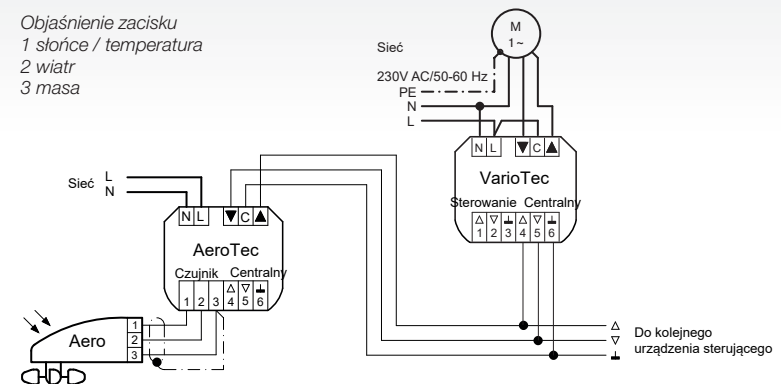 Objaśnienie zacisku
1 słońce / temperatura
2 wiatr
3 masa
Sieć
230V AC/50-60 Hz
PE
N
L
M
1~
N L ▼ C ▲
VarioTec
Sterowanie Centralny
△ ▽ ⏚ △ ▽ ⏚
1 2 3 4 5 6
Sieć
L
N
N L ▼ C ▲
AeroTec
Czujnik Centralny
△ ▽ ⏚
1 2 3 4 5 6
Aero
1
2
3
△
▽
⏚
Do kolejnego
urządzenia sterującego